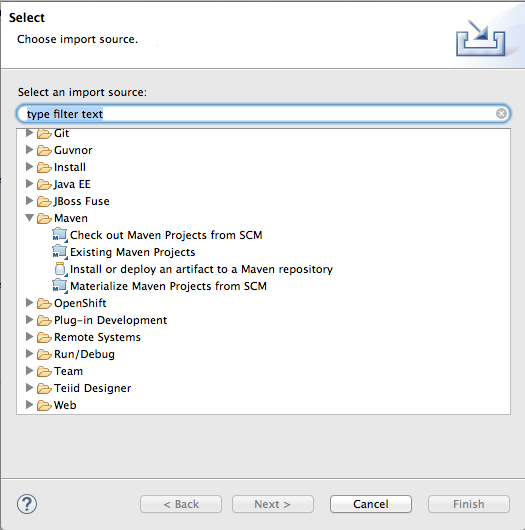 Select
Choose import source.
Select an import source:
type filter text
Git
Guvnor
Install
Java EE
JBoss Fuse
Maven
Check out Maven Projects from SCM
Existing Maven Projects
Install or deploy an artifact to a Maven repository
Materialize Maven Projects from SCM
OpenShift
Plug-in Development
Remote Systems
Run/Debug
Team
Teiid Designer
Web
?
< Back
Next >
Cancel
Finish